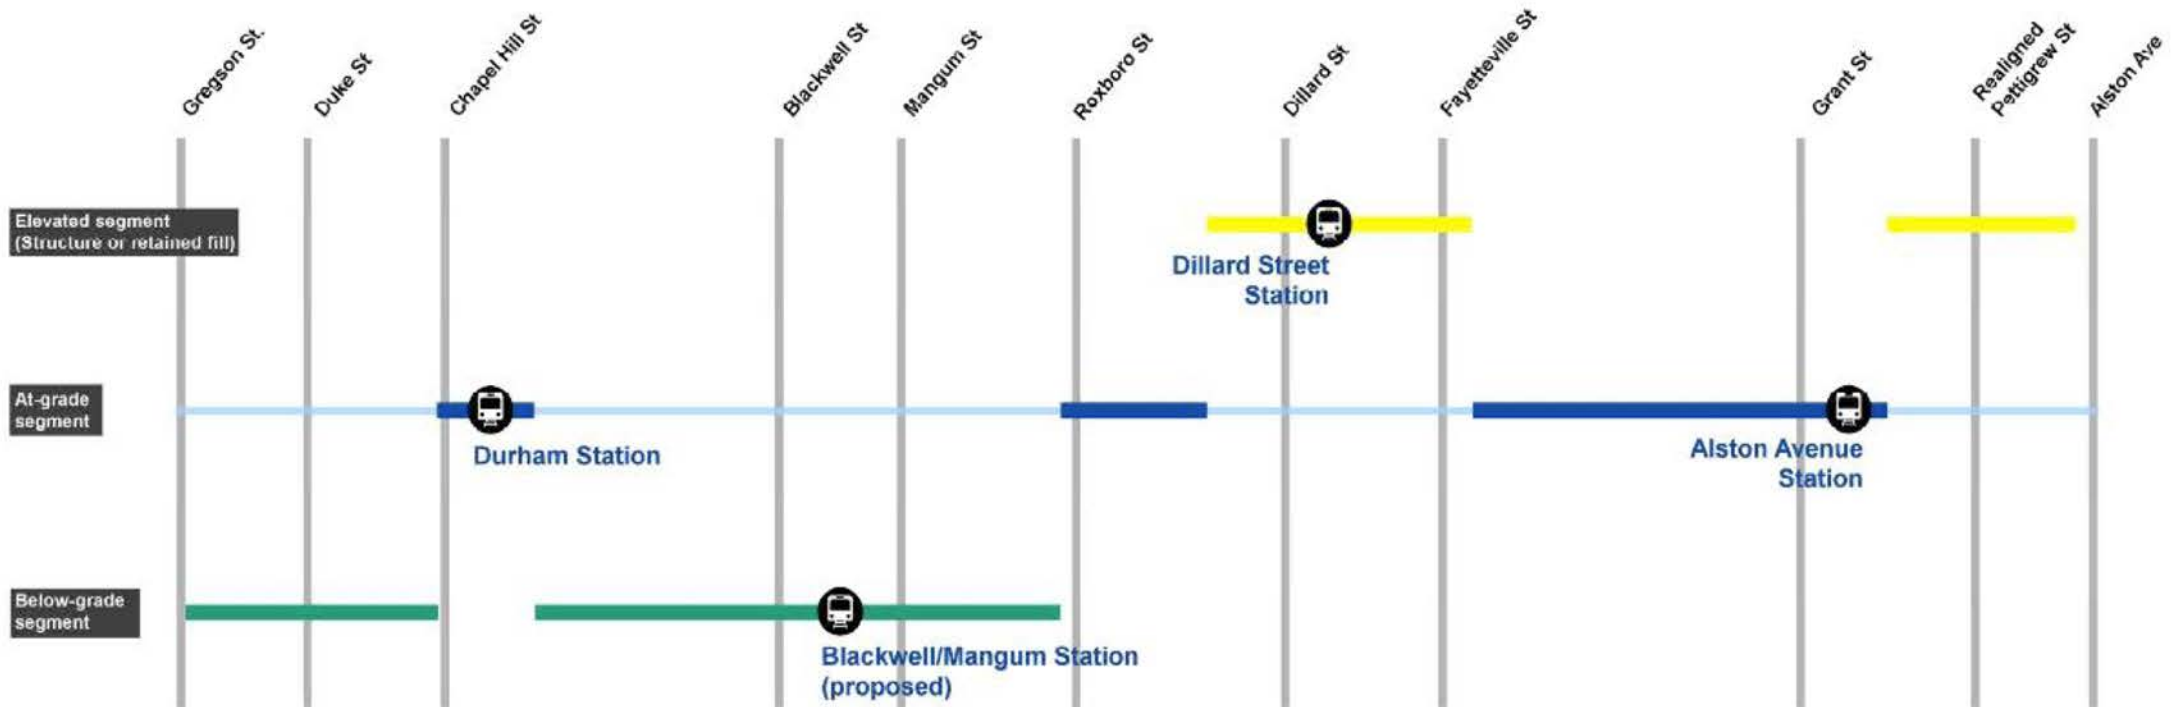 Gregson St.
Duke St
Chapel Hill St
Blackwell St
Mangum St
Roxboro St
Dillard St
Fayetteville St
Grant St
Realigned
Pettigrew St
Alston Ave
Elevated segment
(Structure or retained fill)
Dillard Street
Station
At-grade
segment
Durham Station
Alston Avenue
Station
Below-grade
segment
Blackwell/Mangum Station
(proposed)